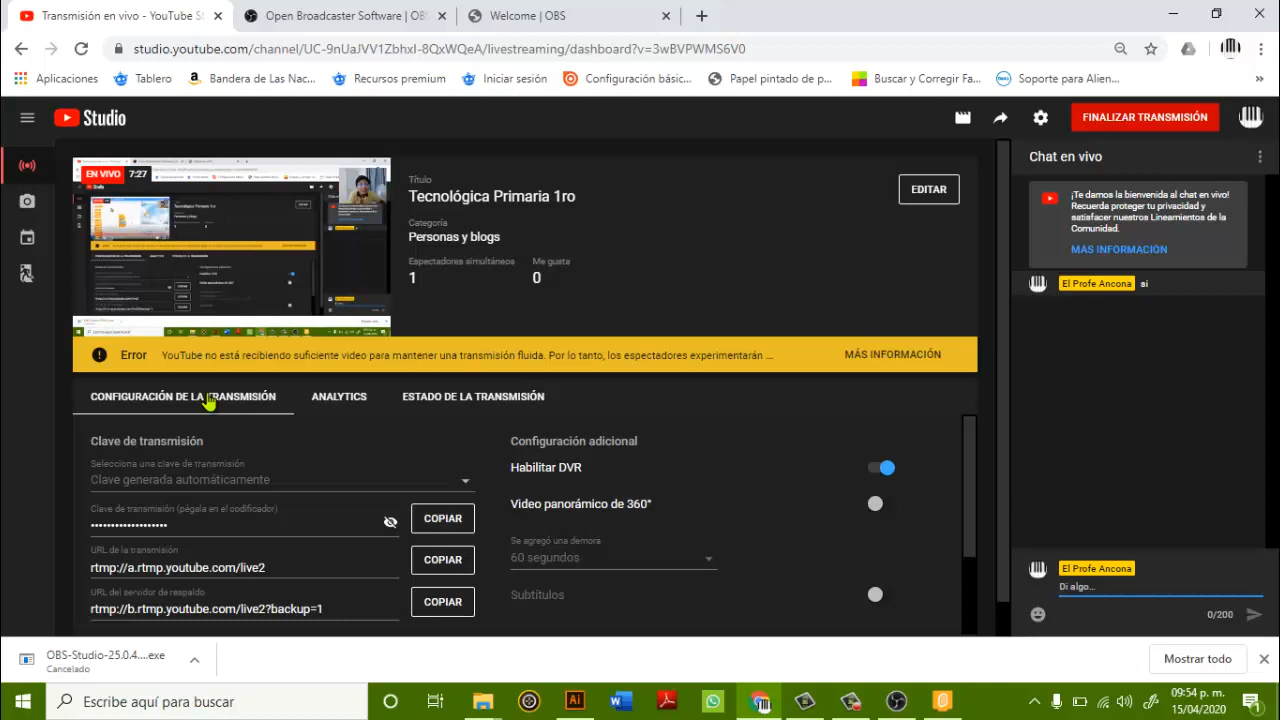 Transmisión en vivo - YouTube S
Open Broadcaster Software | OBS
Welcome | OBS
studio.youtube.com/channel/UC-9nUaJVV1ZbhxI-8QxWQeA/livestreaming/dashboard?v=3wBVPWMS6V0
Aplicaciones
Tablero
Bandera de Las Nac...
Recursos premium
Iniciar sesión
Configuración básic...
Papel pintado de p...
Buscar y Corregir Fa...
Soporte para Alien...
»
Studio
FINALIZAR TRANSMISIÓN
EN VIVO 7:27
Título
Tecnológica Primaria 1ro
EDITAR
Categoría
Personas y blogs
Espectadores simultáneos
Me gusta
1
0
Chat en vivo
¡Te damos la bienvenida al chat en vivo!
Recuerda proteger tu privacidad y
satisfacer nuestros Lineamientos de la
Comunidad.
MÁS INFORMACIÓN
El Profe Ancona si
Error YouTube no está recibiendo suficiente video para mantener una transmisión fluida. Por lo tanto, los espectadores experimentarán ...
MÁS INFORMACIÓN
CONFIGURACIÓN DE LA TRANSMISIÓN
ANALYTICS
ESTADO DE LA TRANSMISIÓN
Clave de transmisión
Selecciona una clave de transmisión
Clave generada automáticamente
Clave de transmisión (pégala en el codificador)
•••••••••••••••••••
COPIAR
URL de la transmisión
rtmp://a.rtmp.youtube.com/live2
COPIAR
URL del servidor de respaldo
rtmp://b.rtmp.youtube.com/live2?backup=1
COPIAR
Configuración adicional
Habilitar DVR
Video panorámico de 360°
Se agregó una demora
60 segundos
Subtítulos
El Profe Ancona
Di algo...
0/200
OBS-Studio-25.0.4....exe
Cancelado
Mostrar todo
Escribe aquí para buscar
09:54 p. m.
15/04/2020